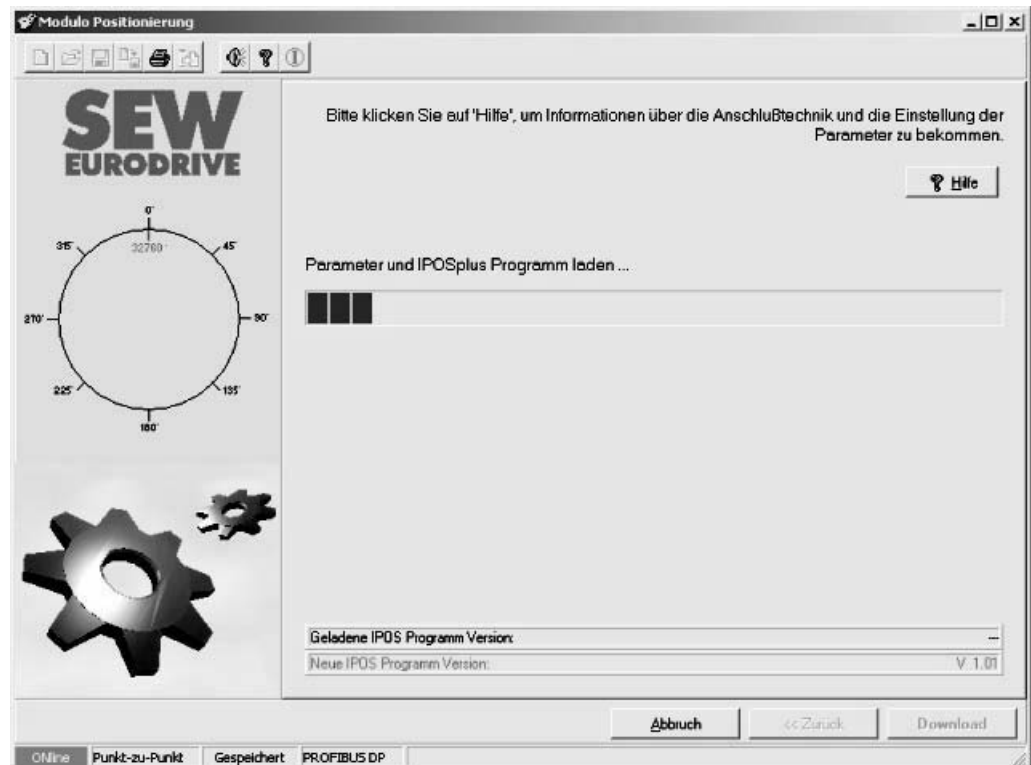 Modulo Positionierung
SEW
EURODRIVE
Bitte klicken Sie auf 'Hilfe', um Informationen über die Anschlußtechnik und die Einstellung der
Parameter zu bekommen.
Hilfe
0°
32760
315°
45°
270°
90°
225°
135°
180°
Parameter und IPOSplus Programm laden ...
Geladene IPOS Programm Version: ---
Neue IPOS Programm Version: V 1.01
Abbruch
<< Zurück
Download
ONline
Punkt-zu-Punkt
Gespeichert
PROFIBUS DP